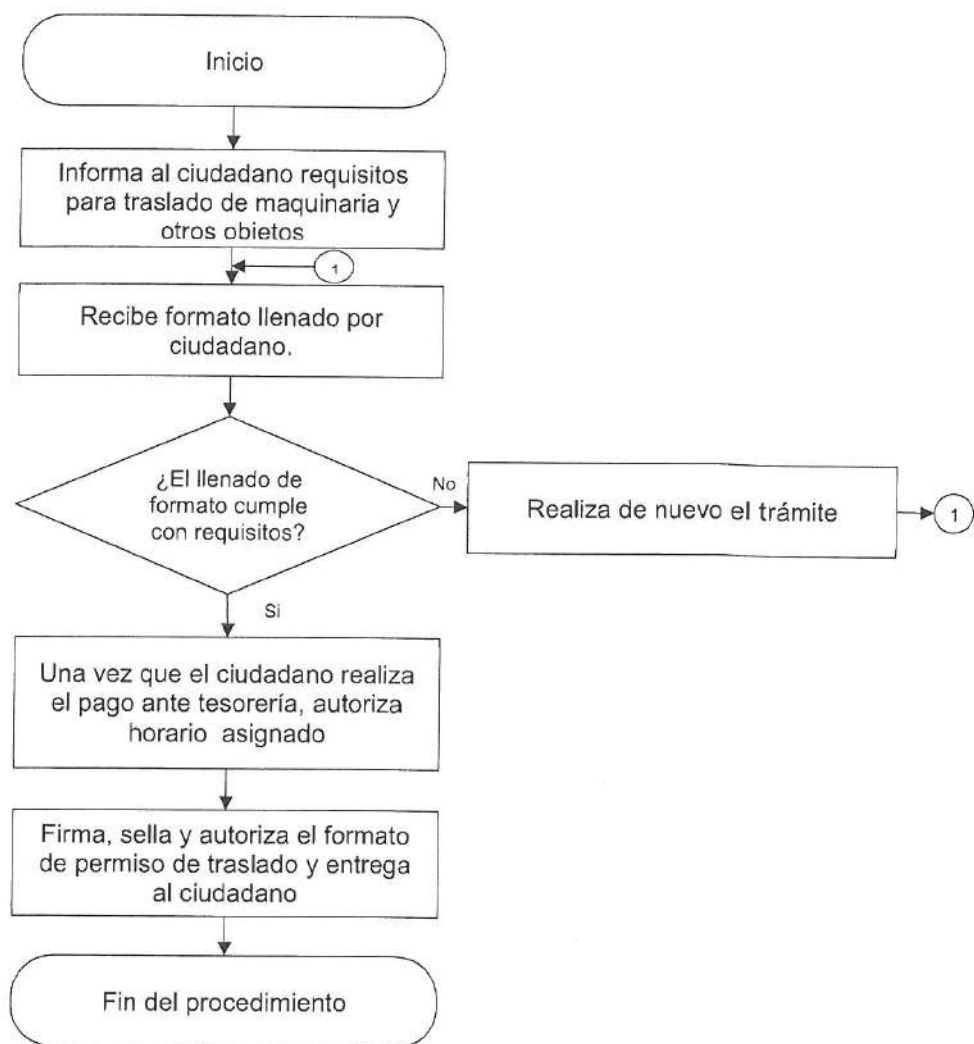 Inicio
Informa al ciudadano requisitos
para traslado de maquinaria y
otros objetos
1
Recibe formato llenado por
ciudadano.
¿El llenado de
formato cumple
con requisitos?
No
Realiza de nuevo el trámite
1
Si
Una vez que el ciudadano realiza
el pago ante tesorería, autoriza
horario asignado
Firma, sella y autoriza el formato
de permiso de traslado y entrega
al ciudadano
Fin del procedimiento